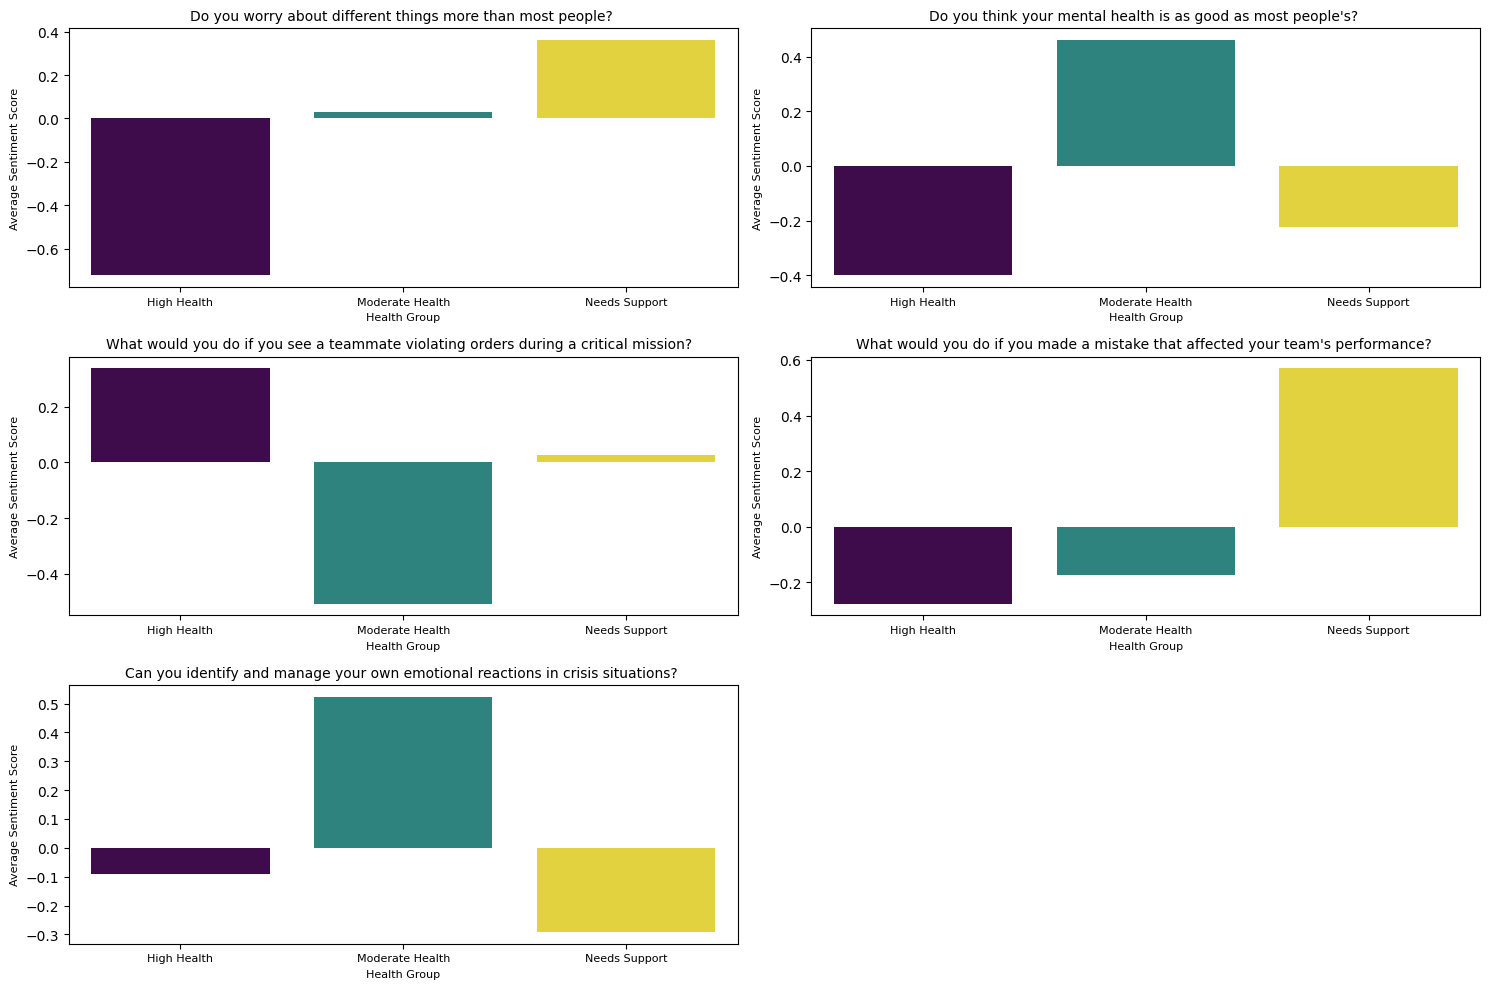 Do you worry about different things more than most people?
0.4
0.2
0.0
−0.2
−0.4
−0.6
Average Sentiment Score
High Health Moderate Health Needs Support
Health Group
Do you think your mental health is as good as most people's?
0.4
0.2
0.0
−0.2
−0.4
Average Sentiment Score
High Health Moderate Health Needs Support
Health Group
What would you do if you see a teammate violating orders during a critical mission?
0.2
0.0
−0.2
−0.4
Average Sentiment Score
High Health Moderate Health Needs Support
Health Group
What would you do if you made a mistake that affected your team's performance?
0.6
0.4
0.2
0.0
−0.2
Average Sentiment Score
High Health Moderate Health Needs Support
Health Group
Can you identify and manage your own emotional reactions in crisis situations?
0.5
0.4
0.3
0.2
0.1
0.0
−0.1
−0.2
−0.3
Average Sentiment Score
High Health Moderate Health Needs Support
Health Group